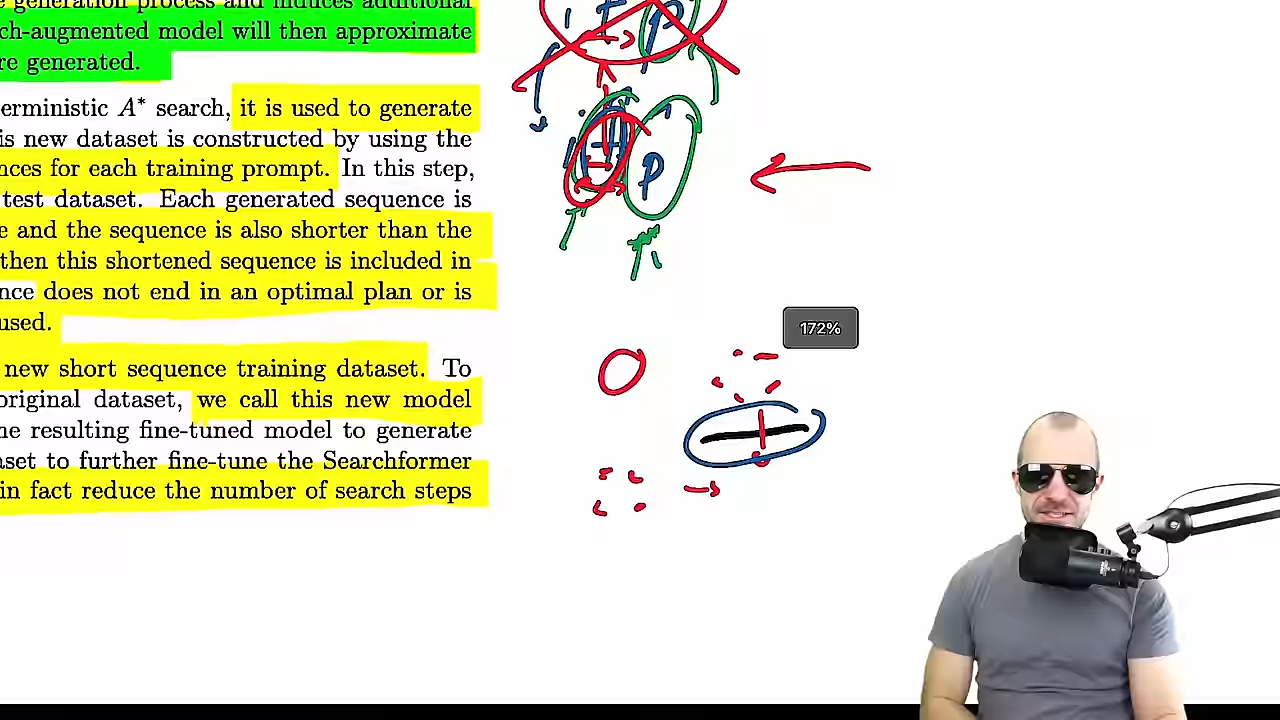 e generation process and induces additional
ch-augmented model will then approximate
re generated.
erministic A* search, it is used to generate
is new dataset is constructed by using the
nces for each training prompt. In this step,
test dataset. Each generated sequence is
e and the sequence is also shorter than the
then this shortened sequence is included in
nce does not end in an optimal plan or is
used.
new short sequence training dataset. To
original dataset, we call this new model
he resulting fine-tuned model to generate
aset to further fine-tune the Searchformer
in fact reduce the number of search steps
P
P
172%